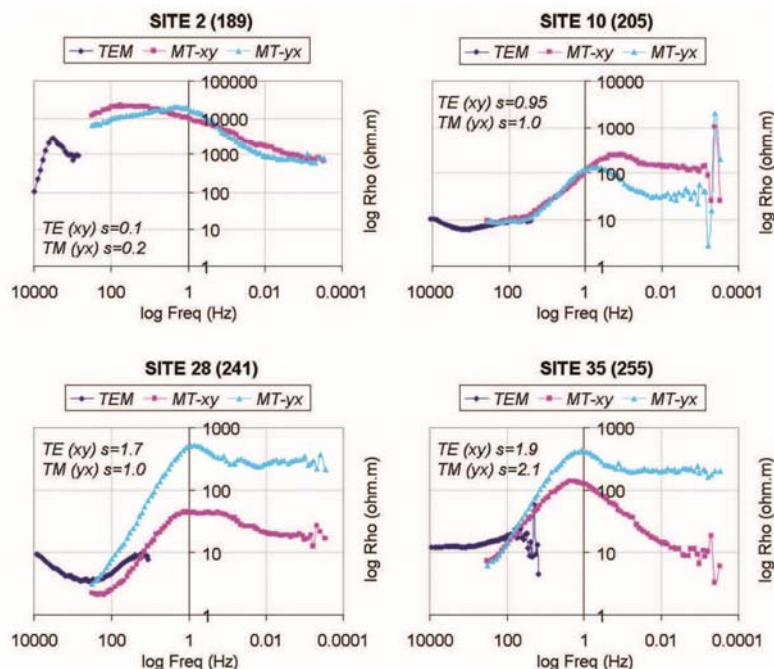 SITE 2 (189)
TEM MT-xy MT-yx
100000
10000
1000
100
10
1
log Rho (ohm.m)
TE (xy) s=0.1
TM (yx) s=0.2
10000 100 1 0.01 0.0001
log Freq (Hz)
SITE 10 (205)
TEM MT-xy MT-yx
TE (xy) s=0.95
TM (yx) s=1.0
10000
1000
100
10
1
log Rho (ohm.m)
10000 100 1 0.01 0.0001
log Freq (Hz)
SITE 28 (241)
TEM MT-xy MT-yx
TE (xy) s=1.7
TM (yx) s=1.0
1000
100
10
1
log Rho (ohm.m)
10000 100 1 0.01 0.0001
log Freq (Hz)
SITE 35 (255)
TEM MT-xy MT-yx
TE (xy) s=1.9
TM (yx) s=2.1
1000
100
10
1
log Rho (ohm.m)
10000 100 1 0.01 0.0001
log Freq (Hz)